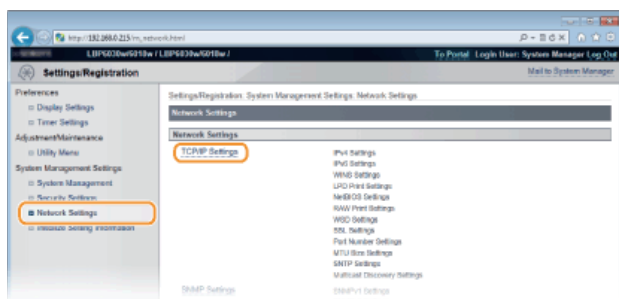 http://192.168.0.215/m_network.html
LBP6030w/6018w / LBP6030w/6018w /
To Portal Login User: System Manager Log Out
Settings/Registration
Mail to System Manager
Preferences
Display Settings
Timer Settings
Adjustment/Maintenance
Utility Menu
System Management Settings
System Management
Security Settings
Network Settings
Initialize Setting Information
Settings/Registration: System Management Settings: Network Settings
Network Settings
Network Settings
TCP/IP Settings
IPv4 Settings
IPv6 Settings
WINS Settings
LPD Print Settings
NetBIOS Settings
RAW Print Settings
WSD Settings
SSL Settings
Port Number Settings
MTU Size Settings
SNTP Settings
Multicast Discovery Settings
SNMP Settings
SNMPv1 Settings